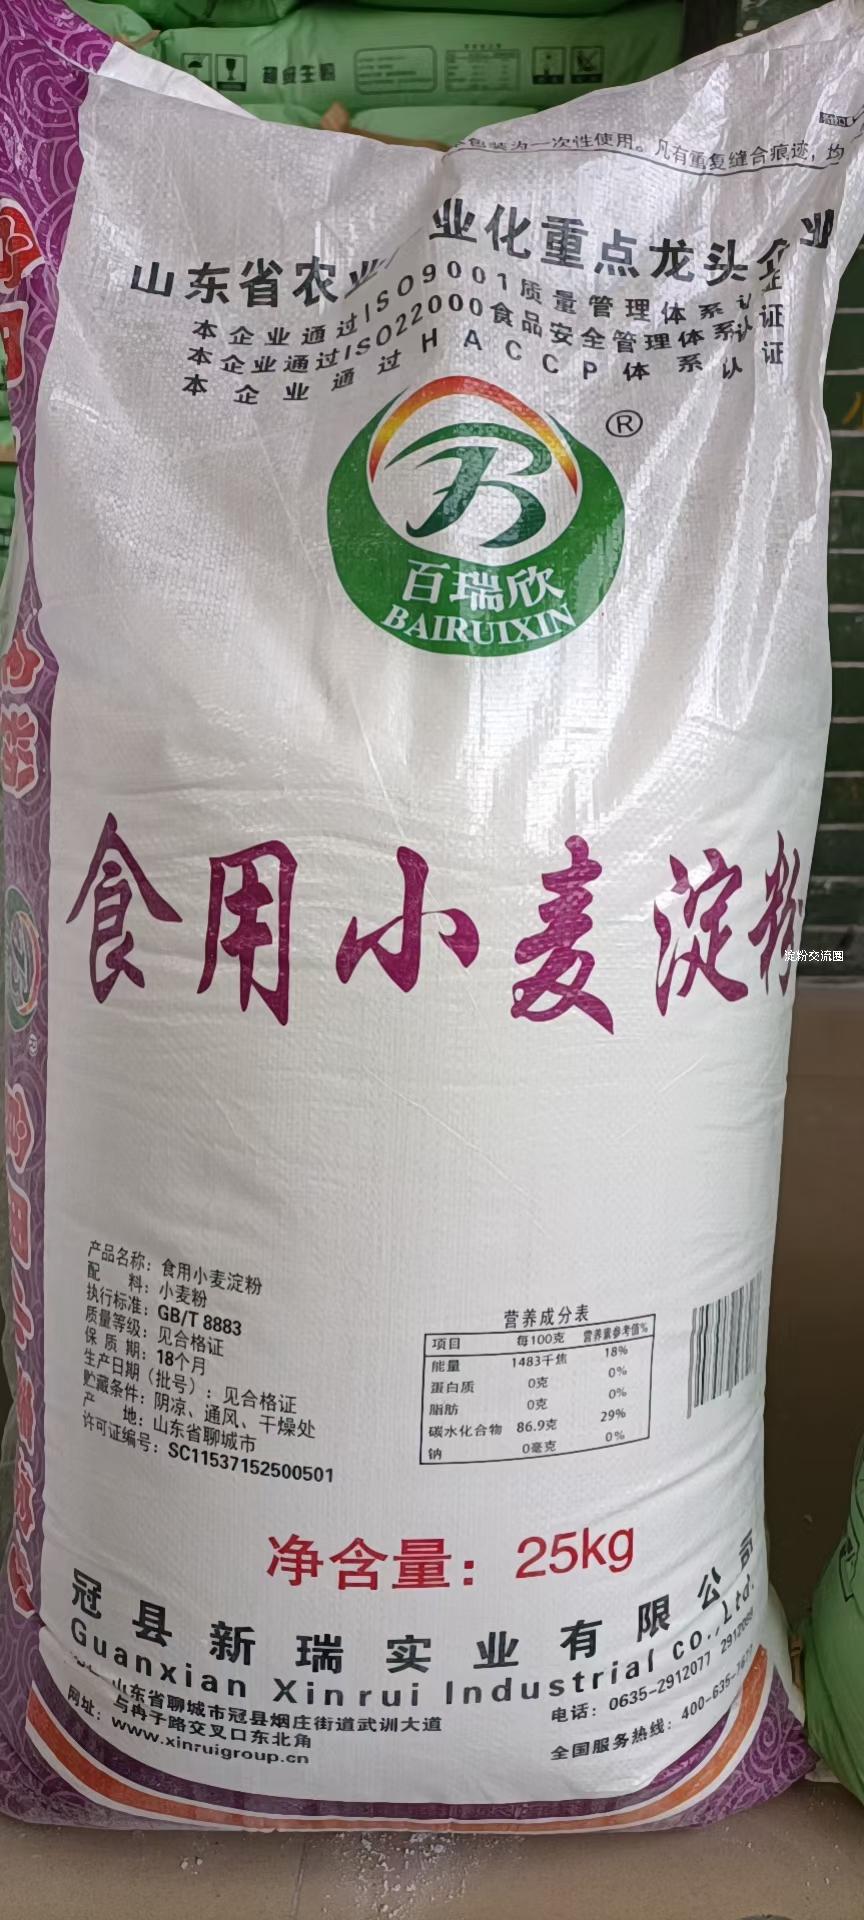 超级生粉
本包装为一次性使用。凡有重复缝合痕迹，均
山东省农业 业化重点龙头企业
本企业通过ISO9001质量管理体系认证
本企业通过ISO22000食品安全管理体系认证
本企业通过HACCP体系认证
®
百瑞欣
BAIRUIXIN
食用小麦淀粉
淀粉交流圈
产品名称：食用小麦淀粉
配 料：小麦粉
执行标准：GB/T 8883
质量等级：见合格证
保 质 期：18个月
生产日期（批号）：见合格证
贮藏条件：阴凉、通风、干燥处
产 地：山东省聊城市
许可证编号：SC11537152500501
营养成分表
项目 每100克 营养素参考值%
能量 1483千焦 18%
蛋白质 0克 0%
脂肪 0克 0%
碳水化合物 86.9克 29%
钠 0毫克 0%
净含量：25kg
冠县新瑞实业有限公司
Guanxian Xinrui Industrial co.,Ltd.
山东省聊城市冠县烟庄街道武训大道
与冉子路交叉口东北角
网址：www.xinruigroup.cn
电话：0635-2912077
全国服务热线：400-635-